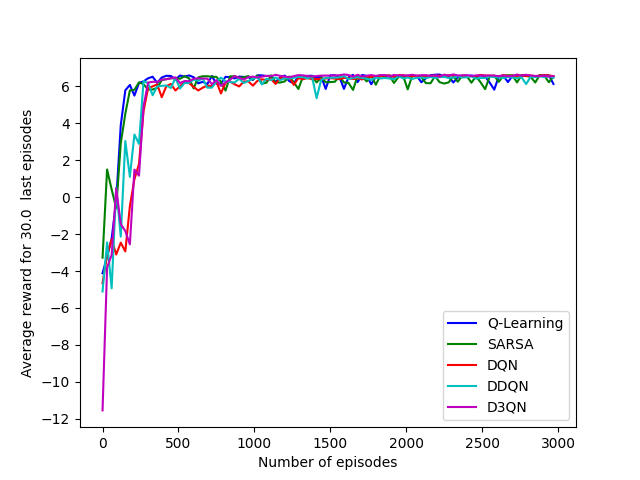 Average reward for 30.0 last episodes
6
4
2
0
−2
−4
−6
−8
−10
−12
Q-Learning
SARSA
DQN
DDQN
D3QN
0 500 1000 1500 2000 2500 3000
Number of episodes